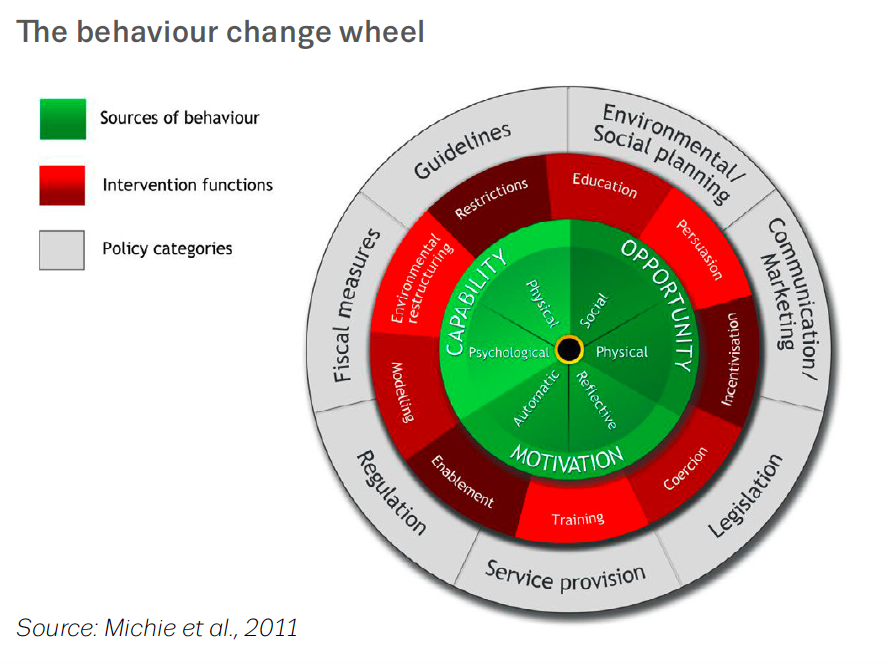 The behaviour change wheel
Sources of behaviour
Intervention functions
Policy categories
Guidelines
Environmental/
Social planning
Communication/
Marketing
Legislation
Service provision
Regulation
Fiscal measures
Restrictions
Education
Persuasion
Incentivisation
Coercion
Training
Enablement
Modelling
Environmental
restructuring
CAPABILITY
OPPORTUNITY
MOTIVATION
Physical
Social
Psychological
Physical
Automatic
Reflective
Source: Michie et al., 2011